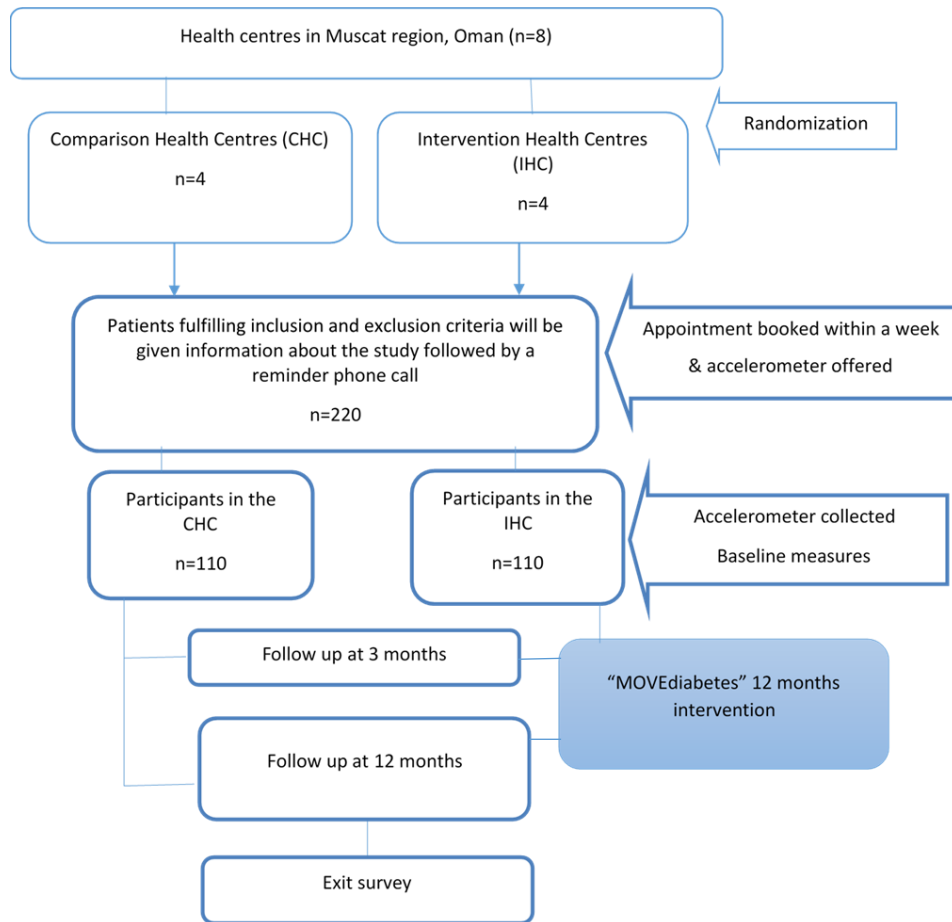 Health centres in Muscat region, Oman (n=8)
Randomization
Comparison Health Centres (CHC)
n=4
Intervention Health Centres
(IHC)
n=4
Patients fulfilling inclusion and exclusion criteria will be
given information about the study followed by a
reminder phone call
n=220
Appointment booked within a week
& accelerometer offered
Participants in the
CHC
n=110
Participants in the
IHC
n=110
Accelerometer collected
Baseline measures
Follow up at 3 months
“MOVEdiabetes” 12 months
intervention
Follow up at 12 months
Exit survey